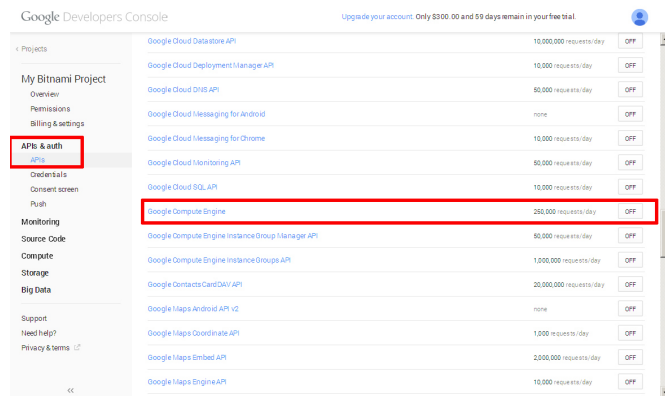 Google Developers Console
Upgrade your account. Only $300.00 and 59 days remain in your free trial.
< Projects
My Bitnami Project
Overview
Permissions
Billing & settings
APIs & auth
APIs
Credentials
Consent screen
Push
Monitoring
Source Code
Compute
Storage
Big Data
Support
Need help?
Privacy & terms
<<
Google Cloud Datastore API 10,000,000 requests/day OFF
Google Cloud Deployment Manager API 10,000 requests/day OFF
Google Cloud DNS API 50,000 requests/day OFF
Google Cloud Messaging for Android none OFF
Google Cloud Messaging for Chrome 10,000 requests/day OFF
Google Cloud Monitoring API 50,000 requests/day OFF
Google Cloud SQL API 10,000 requests/day OFF
Google Compute Engine 250,000 requests/day OFF
Google Compute Engine Instance Group Manager API 50,000 requests/day OFF
Google Compute Engine Instance Groups API 1,000,000 requests/day OFF
Google Contacts CardDAV API 20,000,000 requests/day OFF
Google Maps Android API v2 none OFF
Google Maps Coordinate API 1,000 requests/day OFF
Google Maps Embed API 2,000,000 requests/day OFF
Google Maps Engine API 10,000 requests/day OFF